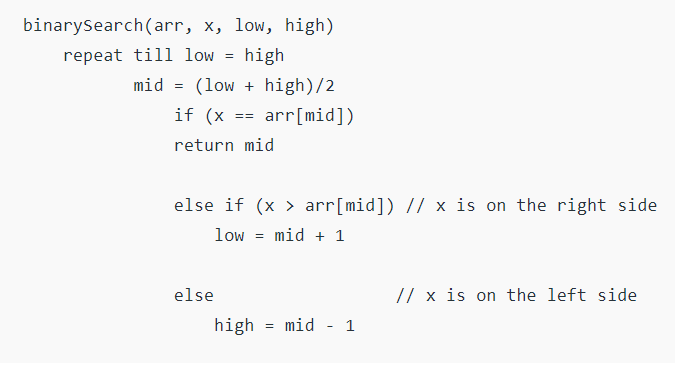 binarySearch(arr, x, low, high)
repeat till low = high
mid = (low + high)/2
if (x == arr[mid])
return mid
else if (x > arr[mid]) // x is on the right side
low = mid + 1
else // x is on the left side
high = mid - 1